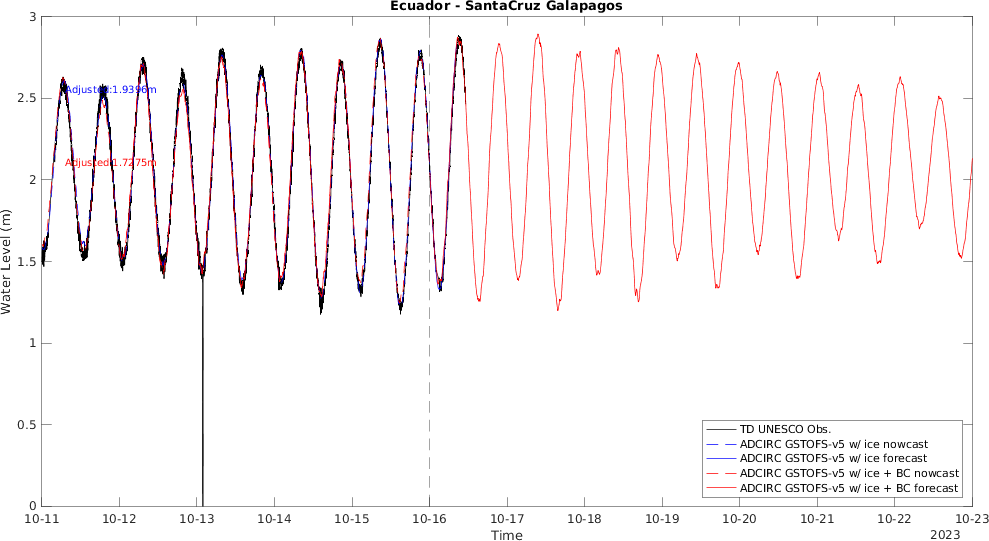 Ecuador - SantaCruz Galapagos
3
2.5
2
1.5
1
0.5
0
Water Level (m)
Adjusted:1.9396m
Adjusted:1.7275m
TD UNESCO Obs.
ADCIRC GSTOFS-v5 w/ ice nowcast
ADCIRC GSTOFS-v5 w/ ice forecast
ADCIRC GSTOFS-v5 w/ ice + BC nowcast
ADCIRC GSTOFS-v5 w/ ice + BC forecast
10-11 10-12 10-13 10-14 10-15 10-16 10-17 10-18 10-19 10-20 10-21 10-22 10-23
Time
2023